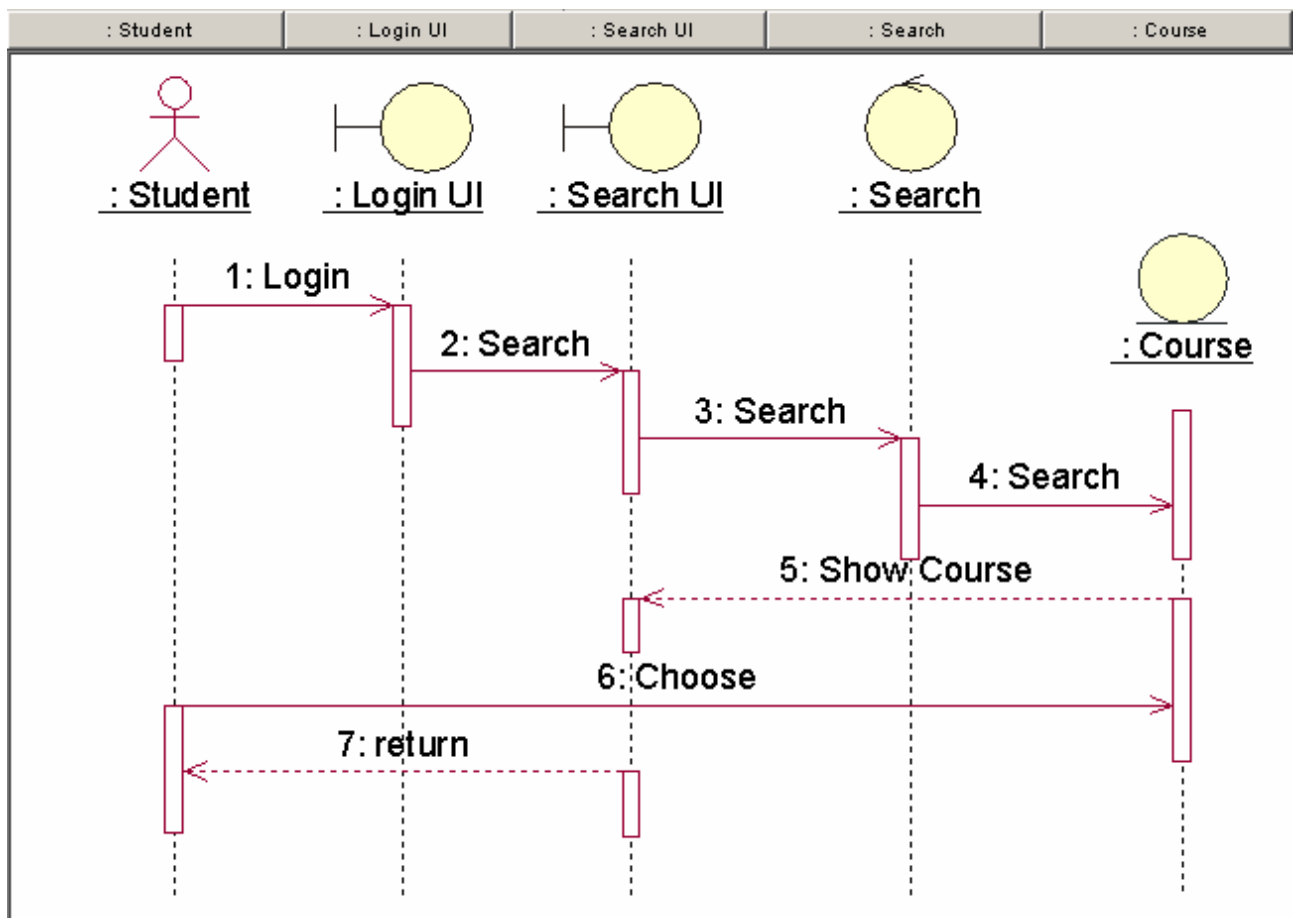 : Student
: Login UI
: Search UI
: Search
: Course
: Student
: Login UI
: Search UI
: Search
: Course
1: Login
2: Search
3: Search
4: Search
5: Show Course
6: Choose
7: return